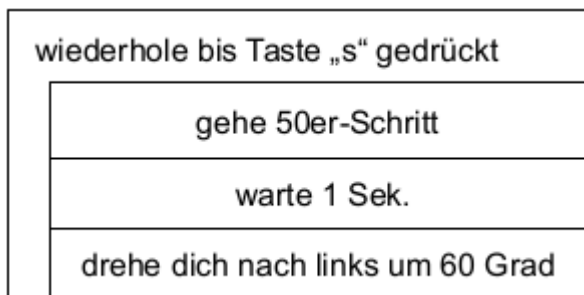 wiederhole bis Taste „s“ gedrückt
gehe 50er-Schritt
warte 1 Sek.
drehe dich nach links um 60 Grad